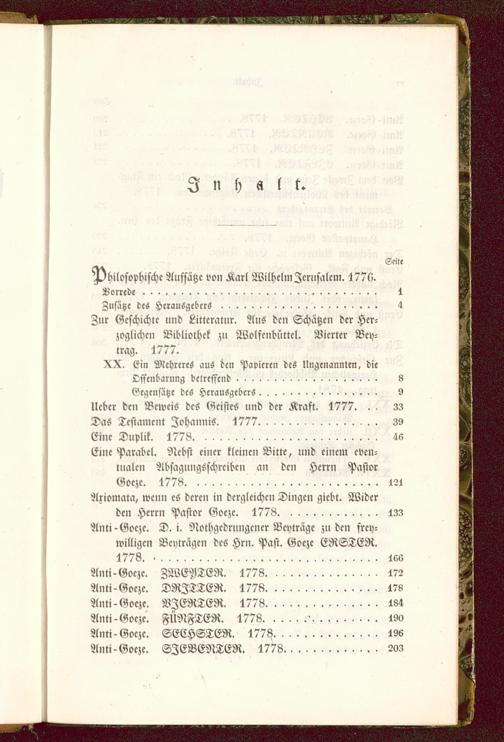 Inhalt.
Seite
Philosophische Aufsätze von Karl Wilhelm Jerusalem. 1776.
Vorrede . . . . . . . . . . . . . . . . . . . . 1
Zusätze des Herausgebers . . . . . . . . . . . . . . . . 4
Zur Geschichte und Litteratur. Aus den Schätzen der Her-
zoglichen Bibliothek zu Wolfenbüttel. Vierter Bey-
trag. 1777.
XX. Ein Mehreres aus den Papieren des Ungenannten, die
Offenbarung betreffend . . . . . . . . . . . . . . 8
Gegensätze des Herausgebers . . . . . . . . . . . . 9
Ueber den Beweis des Geistes und der Kraft. 1777. . . 33
Das Testament Johannis. 1777. . . . . . . . . . . . 39
Eine Duplik. 1778. . . . . . . . . . . . . . . . . 46
Eine Parabel. Nebst einer kleinen Bitte, und einem even-
tualen Absagungsschreiben an den Herrn Pastor
Goeze. 1778. . . . . . . . . . . . . . . . . . 121
Axiomata, wenn es deren in dergleichen Dingen giebt. Wider
den Herrn Pastor Goeze. 1778. . . . . . . . . . 133
Anti-Goeze. D. i. Nothgedrungener Beyträge zu den frey-
willigen Beyträgen des Hrn. Past. Goeze ERSTER.
1778. . . . . . . . . . . . . . . . . . . . . 166
Anti-Goeze. ZWEYTER. 1778. . . . . . . . . . . . 172
Anti-Goeze. DRITTER. 1778. . . . . . . . . . . . 178
Anti-Goeze. VIERTER. 1778. . . . . . . . . . . . 184
Anti-Goeze. FÜNFTER. 1778. . . . . . . . . . . . 190
Anti-Goeze. SECHSTER. 1778. . . . . . . . . . . . 196
Anti-Goeze. SIEBENTER. 1778. . . . . . . . . . . 203